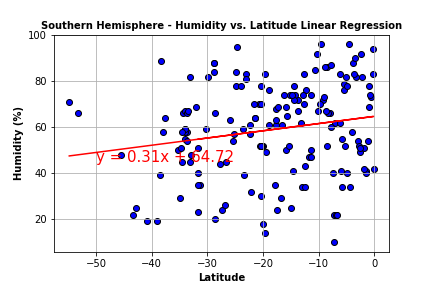 Southern Hemisphere - Humidity vs. Latitude Linear Regression
100
80
60
40
20
Humidity (%)
y = 0.31x + 64.72
−50
−40
−30
−20
−10
0
Latitude